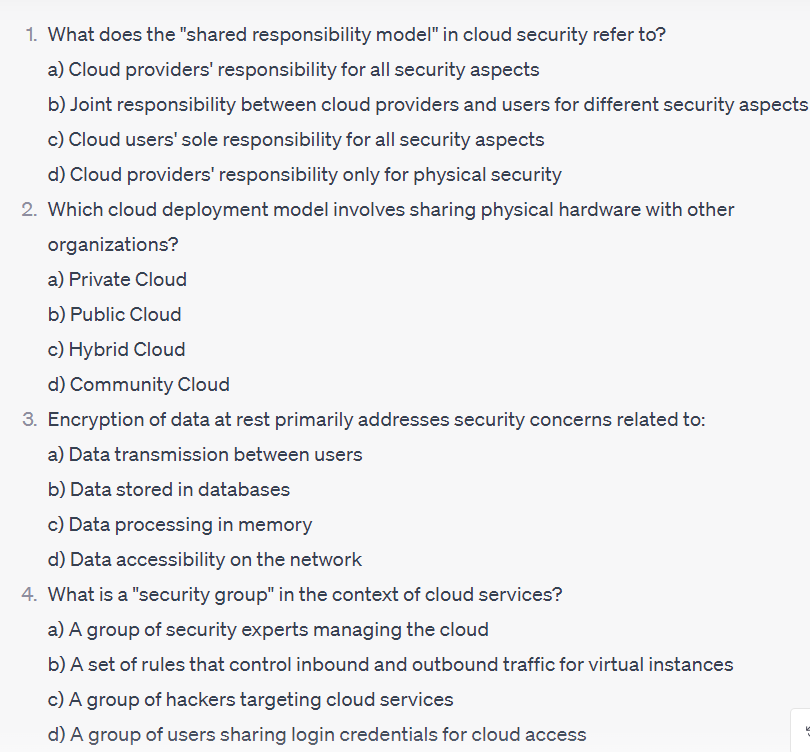 1. What does the "shared responsibility model" in cloud security refer to?
a) Cloud providers' responsibility for all security aspects
b) Joint responsibility between cloud providers and users for different security aspects
c) Cloud users' sole responsibility for all security aspects
d) Cloud providers' responsibility only for physical security
2. Which cloud deployment model involves sharing physical hardware with other
organizations?
a) Private Cloud
b) Public Cloud
c) Hybrid Cloud
d) Community Cloud
3. Encryption of data at rest primarily addresses security concerns related to:
a) Data transmission between users
b) Data stored in databases
c) Data processing in memory
d) Data accessibility on the network
4. What is a "security group" in the context of cloud services?
a) A group of security experts managing the cloud
b) A set of rules that control inbound and outbound traffic for virtual instances
c) A group of hackers targeting cloud services
d) A group of users sharing login credentials for cloud access